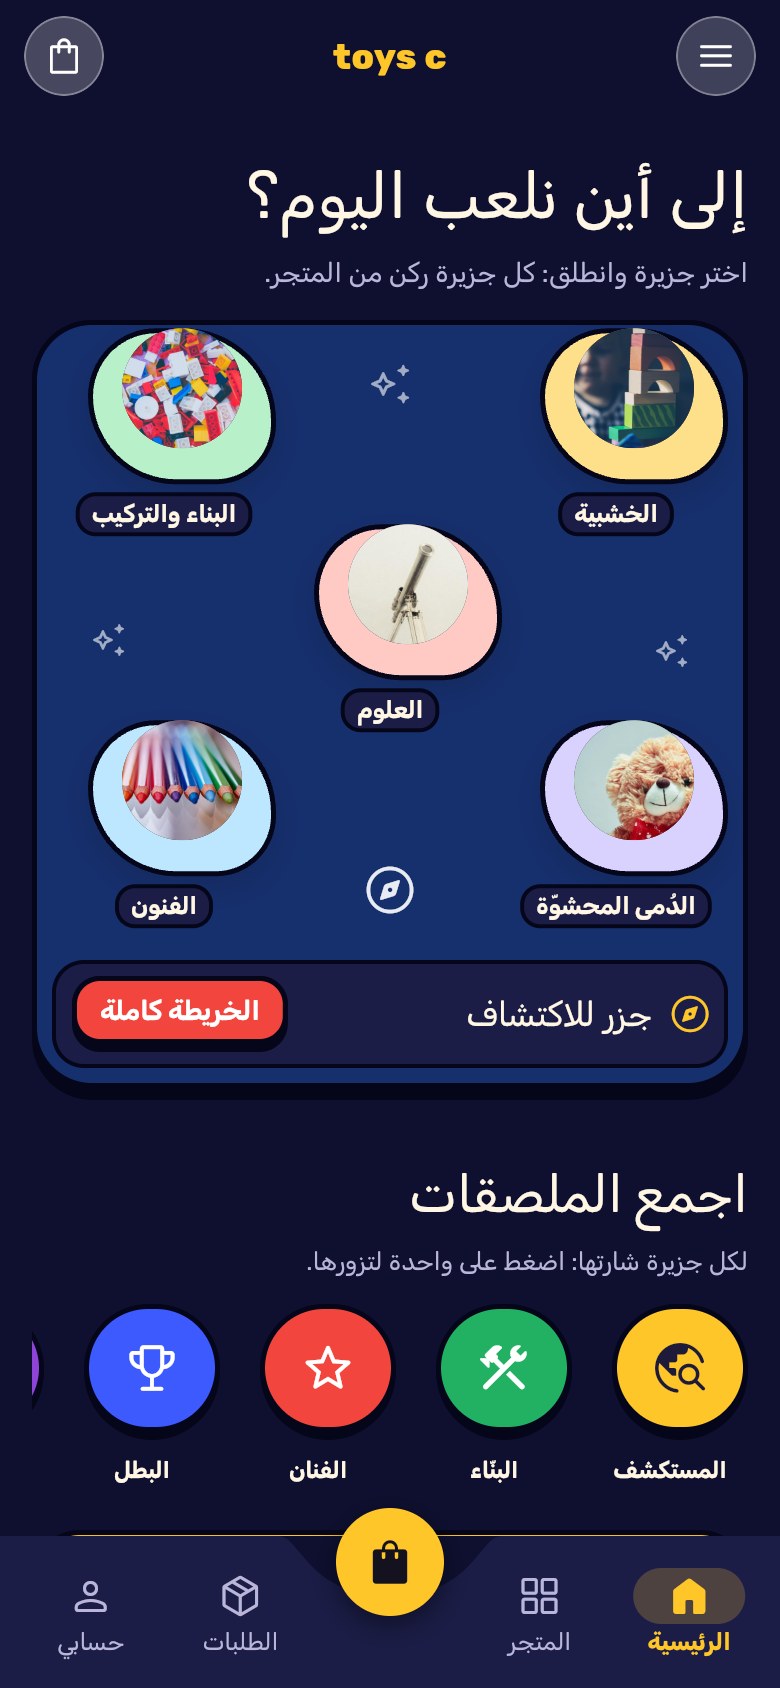 toys c
إلى أين نلعب اليوم؟
اختر جزيرة وانطلق: كل جزيرة ركن من المتجر.
الخشبية
البناء والتركيب
العلوم
الدُمى المحشوّة
الفنون
جزر للاكتشاف
الخريطة كاملة
اجمع الملصقات
لكل جزيرة شارتها: اضغط على واحدة لتزورها.
المستكشف
البنّاء
الفنان
البطل
الرئيسية
المتجر
الطلبات
حسابي